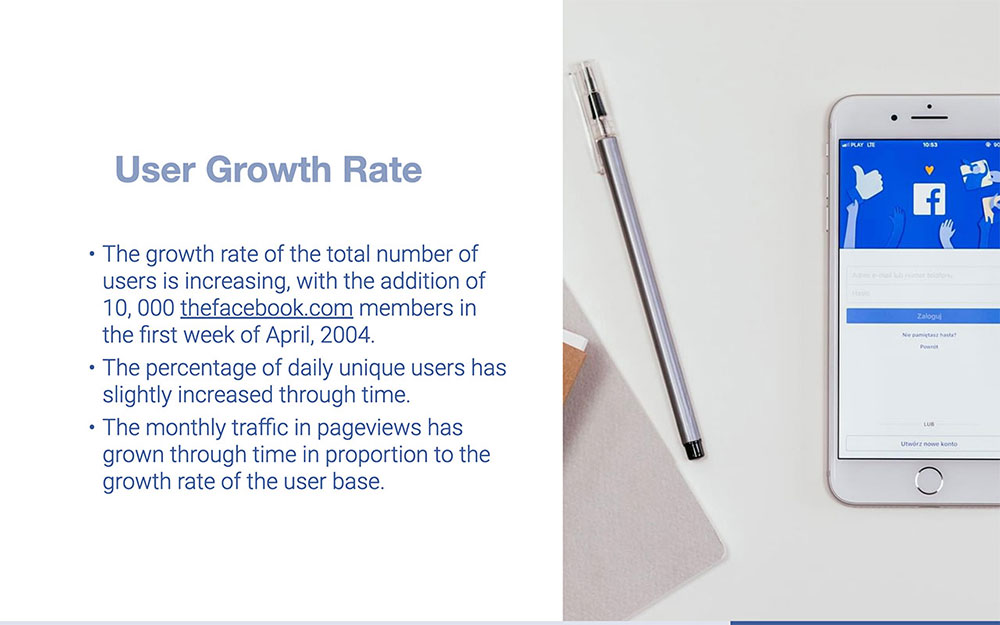 User Growth Rate
• The growth rate of the total number of
users is increasing, with the addition of
10, 000 thefacebook.com members in
the first week of April, 2004.
• The percentage of daily unique users has
slightly increased through time.
• The monthly traffic in pageviews has
grown through time in proportion to the
growth rate of the user base.
PLAY LTE 10:53
f
Adres e-mail lub numer telefonu
Hasło
Zaloguj
Nie pamiętasz hasła?
Powrót
LUB
Utwórz nowe konto